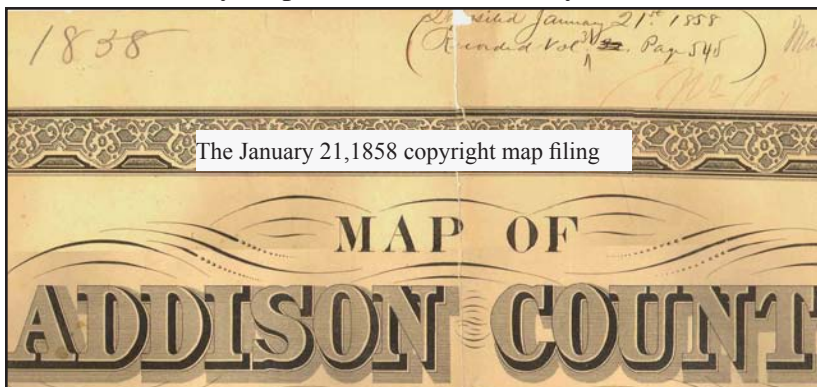 1838
Deposited January 21st. 1858
Recorded Vol. Page 545
The January 21,1858 copyright map filing
MAP OF
ADDISON COUNT